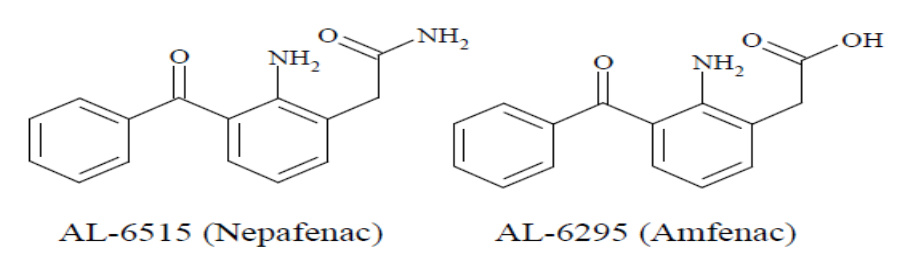 O NH₂
O NH₂
O OH
O NH₂
AL-6515 (Nepafenac) AL-6295 (Amfenac)